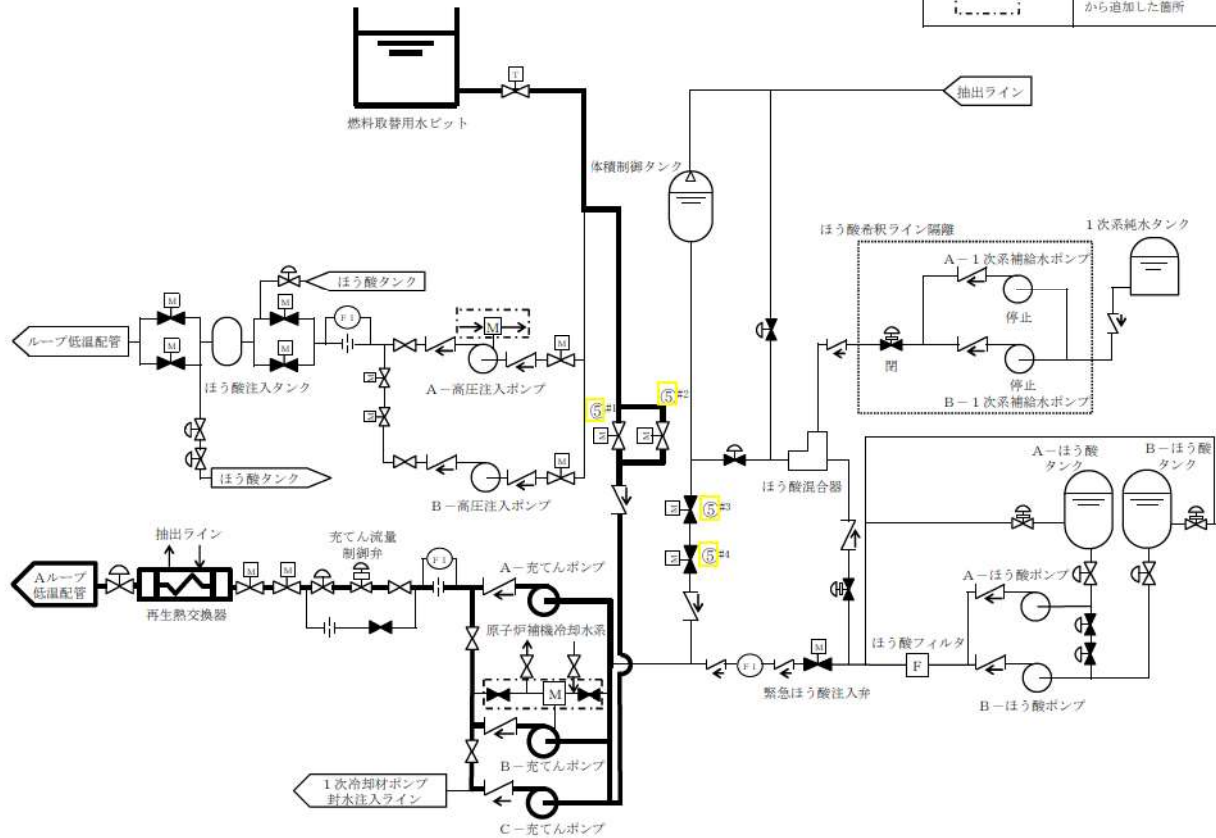 から追加した箇所
T
燃料取替用水ピット
抽出ライン
体積制御タンク
ほう酸希釈ライン隔離
1次系純水タンク
A-1次系補給水ポンプ
停止
閉
停止
B-1次系補給水ポンプ
ほう酸タンク
M
M
FI
M
ループ低温配管
M
M
ほう酸注入タンク
M
A-高圧注入ポンプ
M
M
⑤#1
⑤#2
M
M
M
B-高圧注入ポンプ
ほう酸タンク
ほう酸混合器
A-ほう酸
タンク
B-ほう酸
タンク
M
⑤#3
M
⑤#4
抽出ライン
充てん流量
制御弁
FI
A-充てんポンプ
Aループ
低温配管
M
M
再生熱交換器
原子炉補機冷却水系
M
A-ほう酸ポンプ
ほう酸フィルタ
F
FI
M
緊急ほう酸注入弁
B-ほう酸ポンプ
B-充てんポンプ
1次冷却材ポンプ
封水注入ライン
C-充てんポンプ